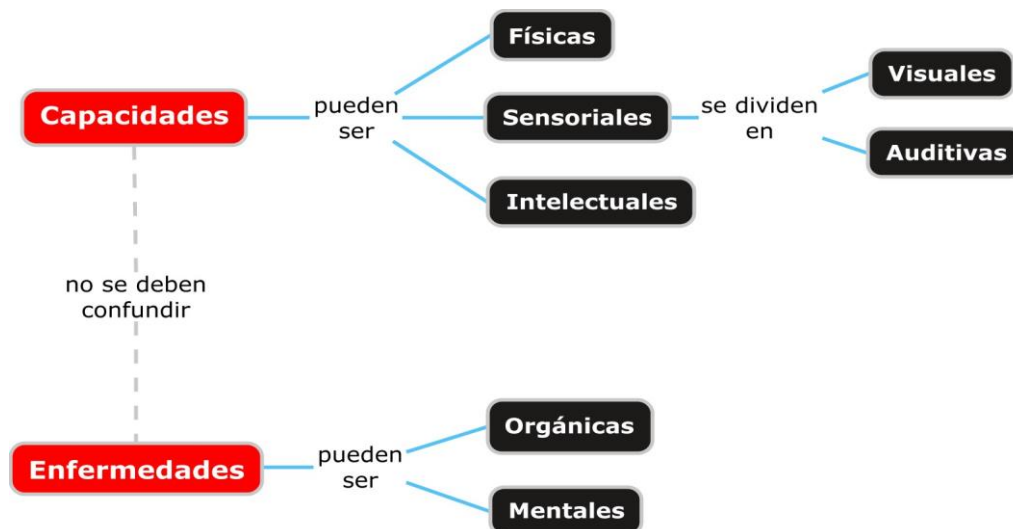 Físicas
Visuales
Capacidades
pueden
ser
Sensoriales
se dividen
en
Auditivas
Intelectuales
no se deben
confundir
Orgánicas
Enfermedades
pueden
ser
Mentales